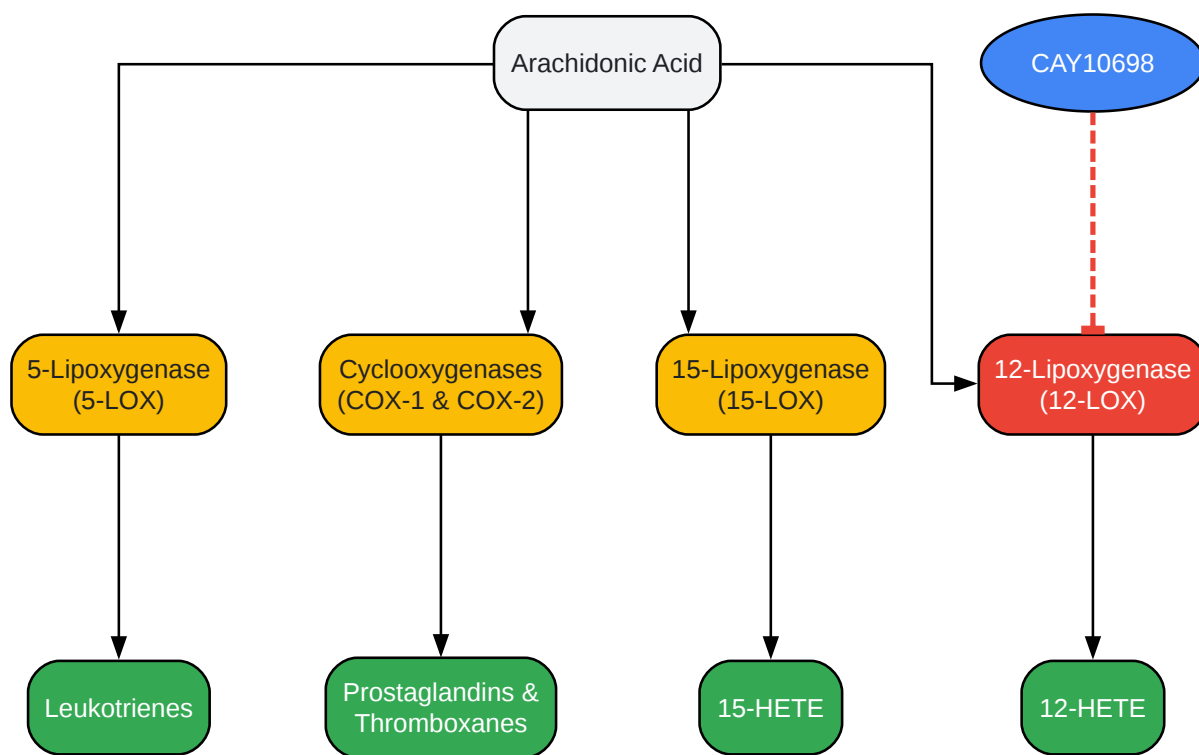 Arachidonic Acid
CAY10698
5-Lipoxygenase
(5-LOX)
Cyclooxygenases
(COX-1 & COX-2)
15-Lipoxygenase
(15-LOX)
12-Lipoxygenase
(12-LOX)
Leukotrienes
Prostaglandins &
Thromboxanes
15-HETE
12-HETE